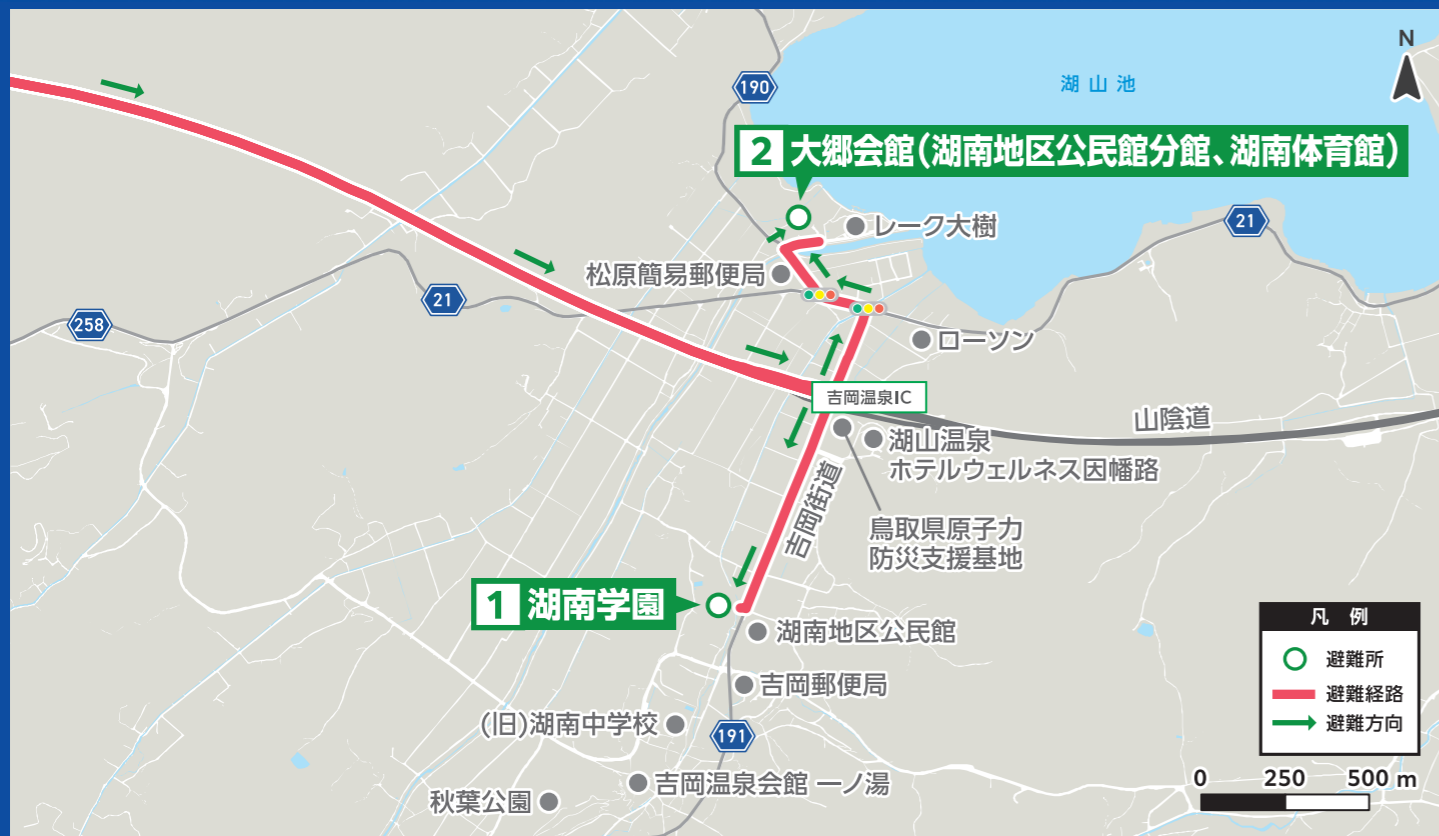 N
190
湖山池
2 大郷会館(湖南地区公民館分館、湖南体育館)
21
レーク大樹
松原簡易郵便局
21
258
ローソン
吉岡温泉IC
山陰道
湖山温泉
ホテルウェルネス因幡路
吉岡街道
鳥取県原子力
防災支援基地
1 湖南学園
湖南地区公民館
吉岡郵便局
(旧)湖南中学校
191
吉岡温泉会館 一ノ湯
秋葉公園
凡例
避難所
避難経路
避難方向
0 250 500 m